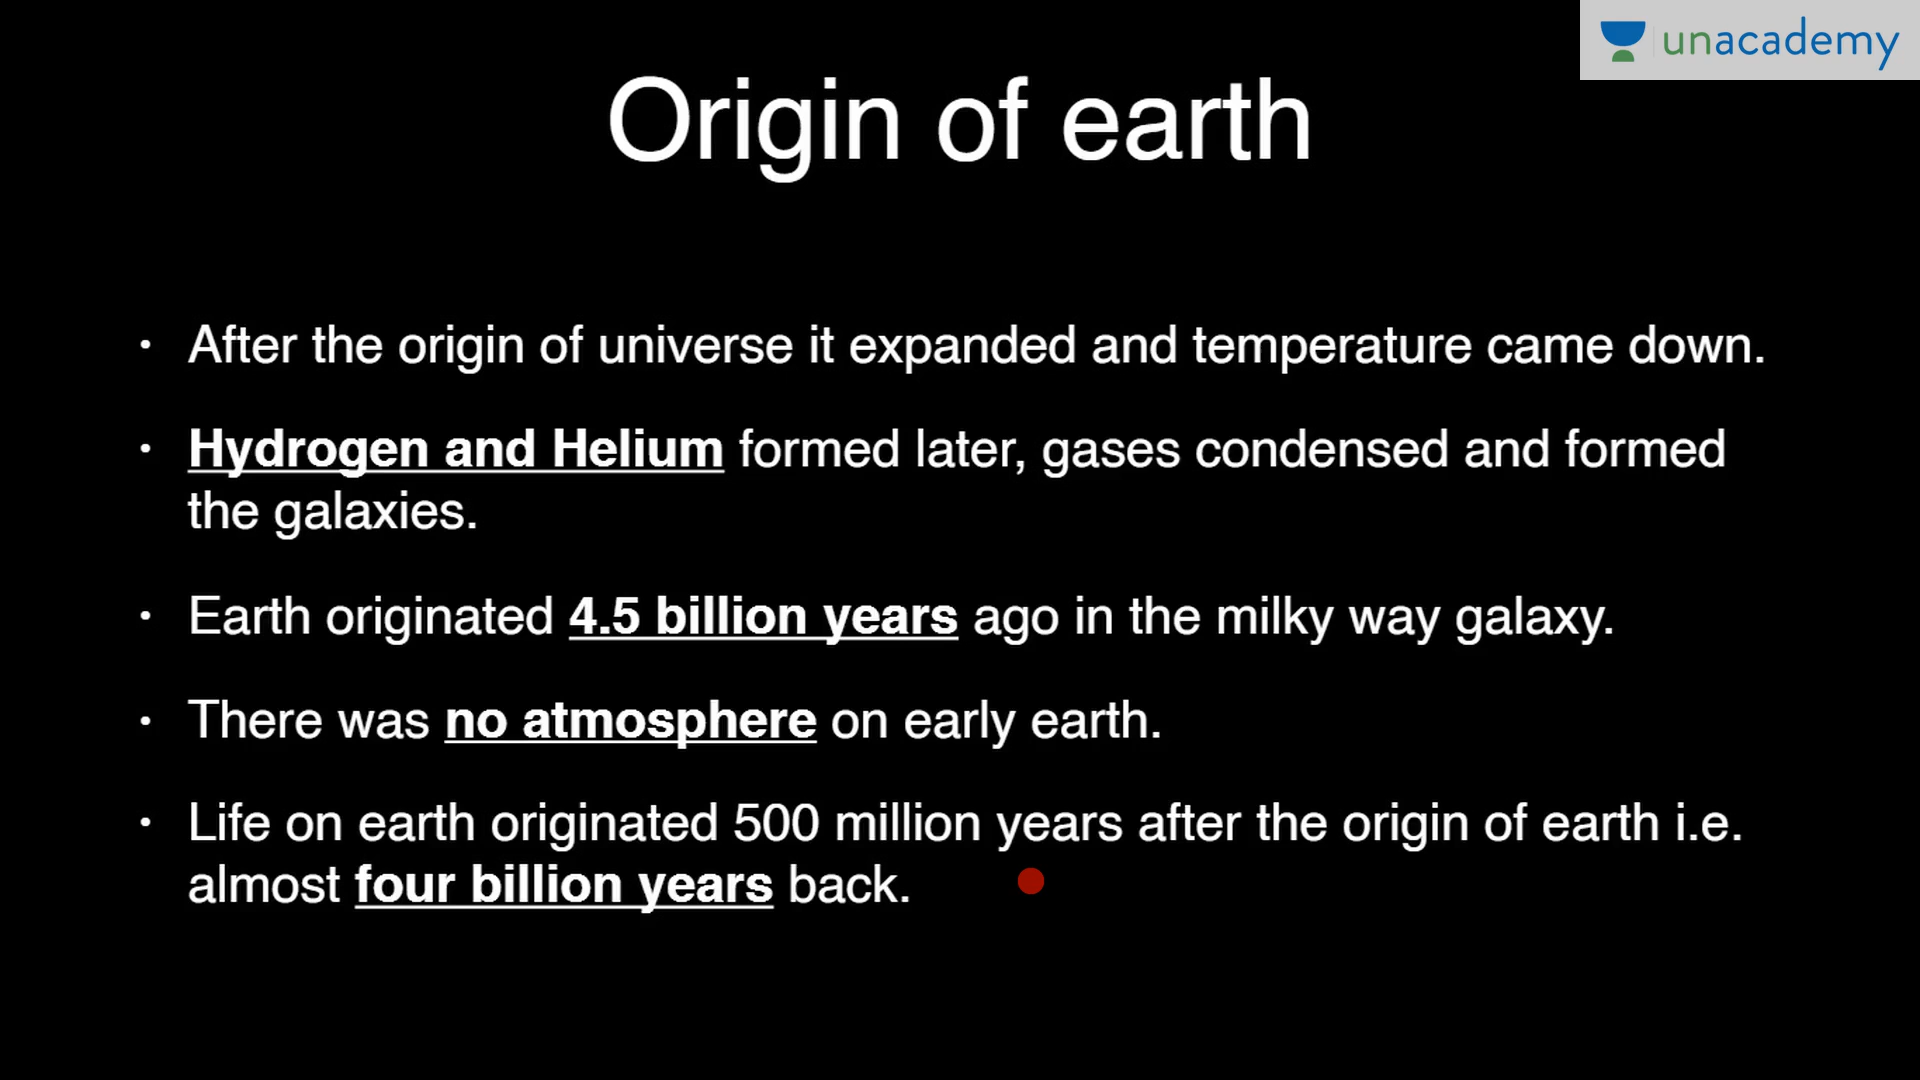 unacademy
Origin of earth
• After the origin of universe it expanded and temperature came down.
• Hydrogen and Helium formed later, gases condensed and formed
the galaxies.
• Earth originated 4.5 billion years ago in the milky way galaxy.
• There was no atmosphere on early earth.
• Life on earth originated 500 million years after the origin of earth i.e.
almost four billion years back.